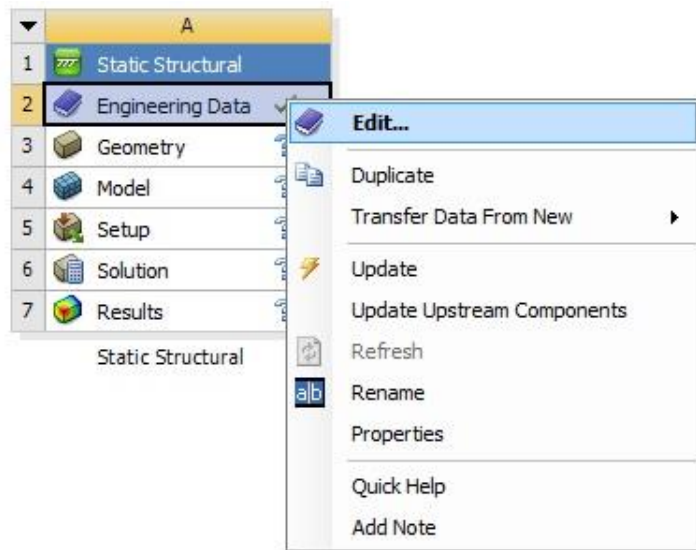 A
1 Static Structural
2 Engineering Data
3 Geometry
4 Model
5 Setup
6 Solution
7 Results
Static Structural
Edit...
Duplicate
Transfer Data From New
Update
Update Upstream Components
Refresh
a|b Rename
Properties
Quick Help
Add Note